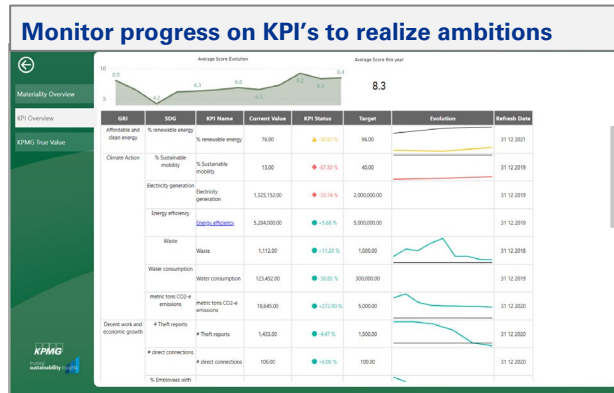 Monitor progress on KPI's to realize ambitions
Average Score Evolution
Average Score this year
10
5
8.0
4.2
6.3
6.8
9.2
8.4
8.3
Materiality Overview
KPI Overview
KPMG True Value
GRI SDG KPI Name Current Value KPI Status Target Evolution Refresh Date
Affordable and clean energy % renewable energy % renewable energy 76.00 96.00 31 12 2021
Climate Action % Sustainable mobility % Sustainable mobility 13.00 -67.50 % 40.00 31 12 2019
Electricity generation Electricity generation 1,325,152.00 -33.74 % 2,000,000.00 31 12 2019
Energy efficiency Energy efficiency 5,284,000.00 +5.68 % 5,000,000.00 31 12 2019
Waste Waste 1,112.00 +11.20 % 1,000.00 31 12 2018
Water consumption Water consumption 123,452.00 -58.85 % 300,000.00 31 12 2019
metric tons CO2-e emissions metric tons CO2-e emissions 18,645.00 +272.90 % 5,000.00 31 12 2020
Decent work and economic growth # Theft reports # Theft reports 1,433.00 -4.47 % 1,500.00 31 12 2020
# direct connections # direct connections 106.00 +6.00 % 100.00 31 12 2020
% Employees with
KPMG
sustainability